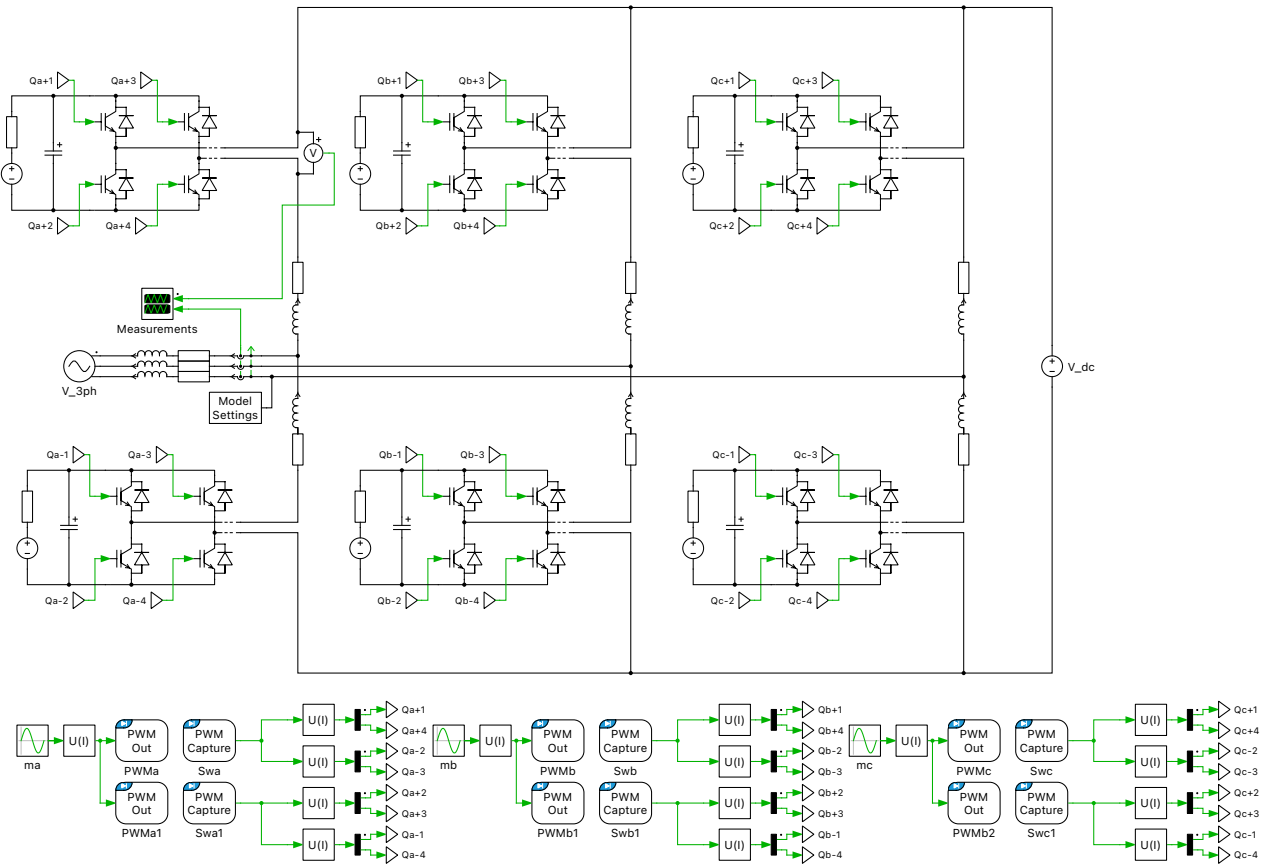 Qa+1
Qa+3
Qb+1
Qb+3
Qc+1
Qc+3
V
Qa+2
Qa+4
Qb+2
Qb+4
Qc+2
Qc+4
Measurements
V_3ph
V_dc
Model
Settings
Qa-1
Qa-3
Qb-1
Qb-3
Qc-1
Qc-3
Qa-2
Qa-4
Qb-2
Qb-4
Qc-2
Qc-4
ma
U(I)
PWM
Out
PWMa
PWM
Capture
Swa
PWM
Out
PWMa1
PWM
Capture
Swa1
U(I)
U(I)
U(I)
U(I)
Qa+1
Qa+4
Qa-2
Qa-3
Qa+2
Qa+3
Qa-1
Qa-4
mb
U(I)
PWM
Out
PWMb
PWM
Capture
Swb
PWM
Out
PWMb1
PWM
Capture
Swb1
U(I)
U(I)
U(I)
U(I)
Qb+1
Qb+4
Qb-2
Qb-3
Qb+2
Qb+3
Qb-1
Qb-4
mc
U(I)
PWM
Out
PWMc
PWM
Capture
Swc
PWM
Out
PWMb2
PWM
Capture
Swc1
U(I)
U(I)
U(I)
U(I)
Qc+1
Qc+4
Qc-2
Qc-3
Qc+2
Qc+3
Qc-1
Qc-4